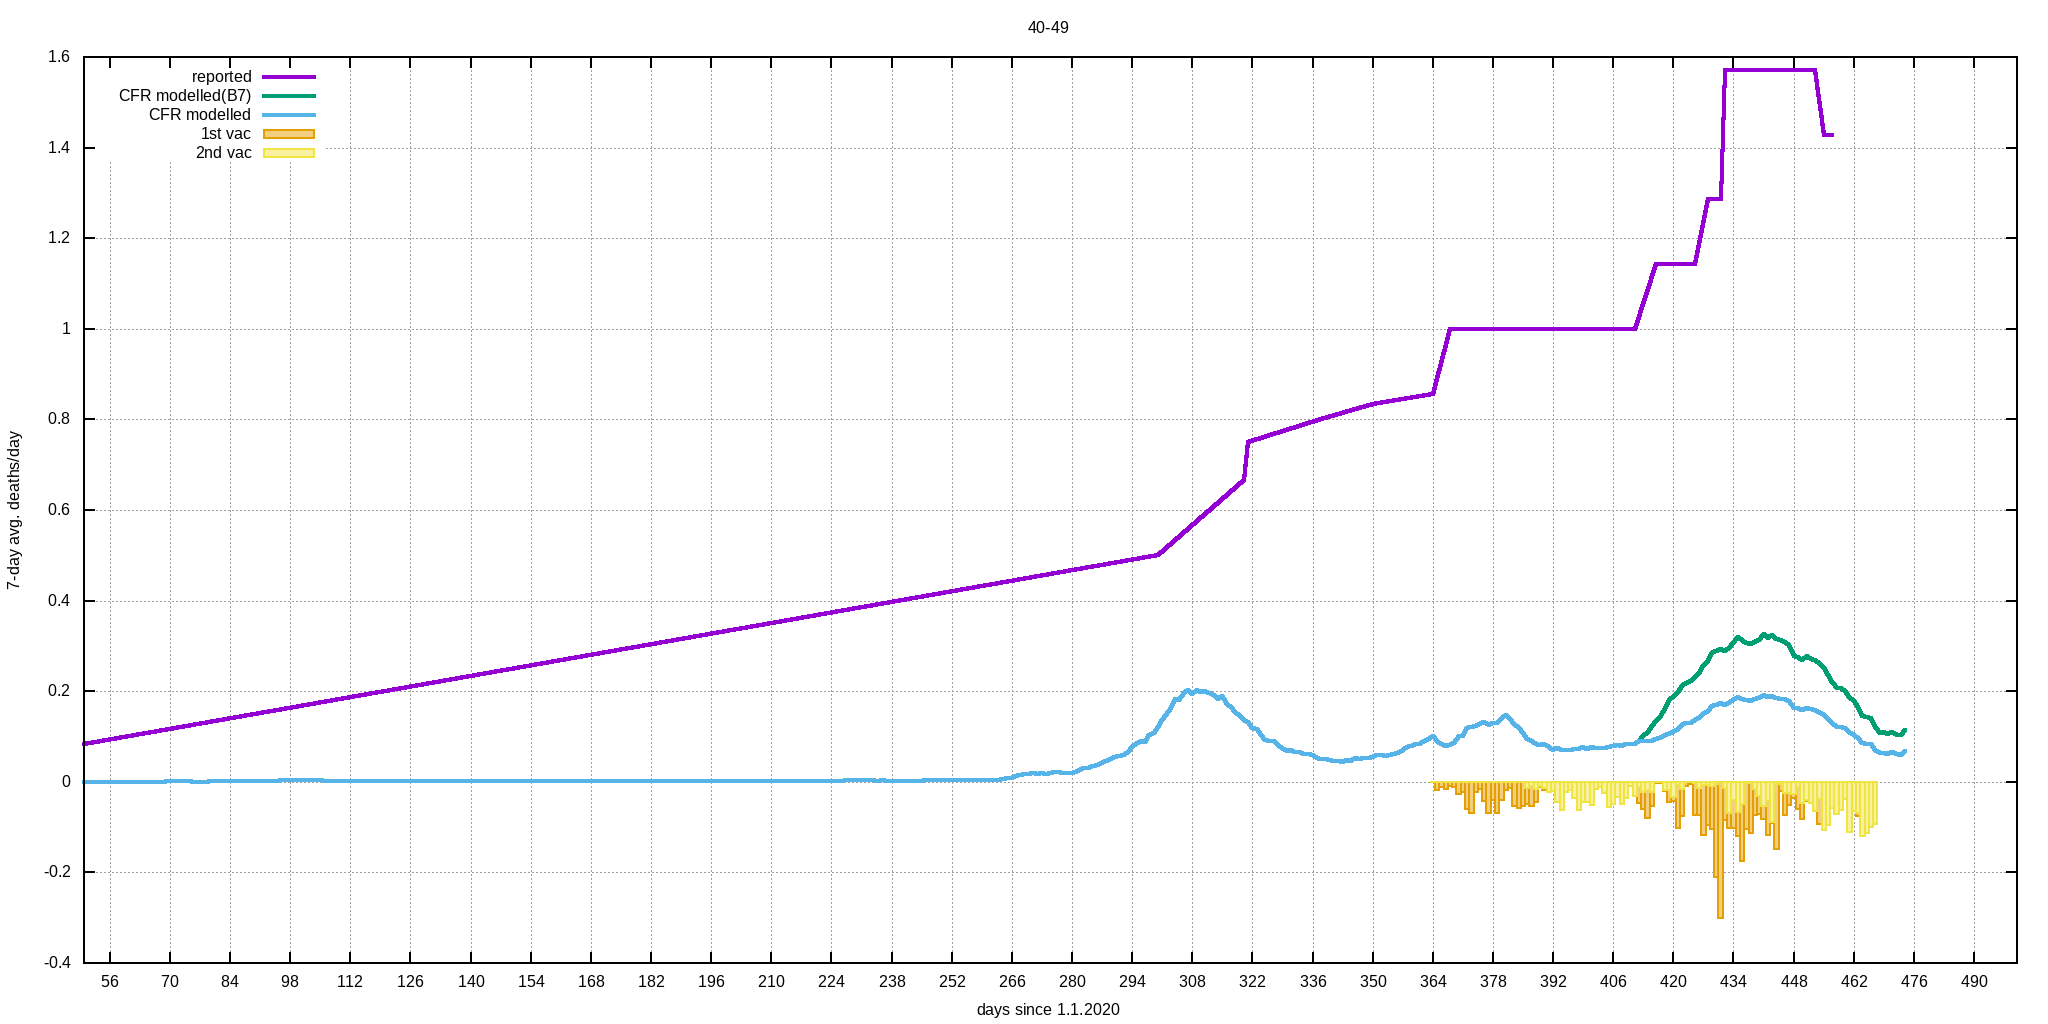 40-49
reported
CFR modelled(B7)
CFR modelled
1st vac
2nd vac
1.6
1.4
1.2
1
0.8
0.6
0.4
0.2
0
-0.2
-0.4
7-day avg. deaths/day
56 70 84 98 112 126 140 154 168 182 196 210 224 238 252 266 280 294 308 322 336 350 364 378 392 406 420 434 448 462 476 490
days since 1.1.2020